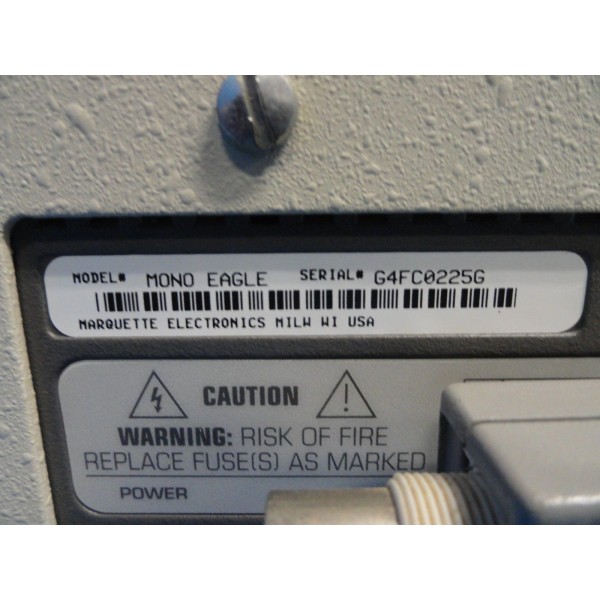 MODEL# MONO EAGLE SERIAL# G4FC0225G
MARQUETTE ELECTRONICS MILW WI USA
CAUTION
WARNING: RISK OF FIRE
REPLACE FUSE(S) AS MARKED
POWER